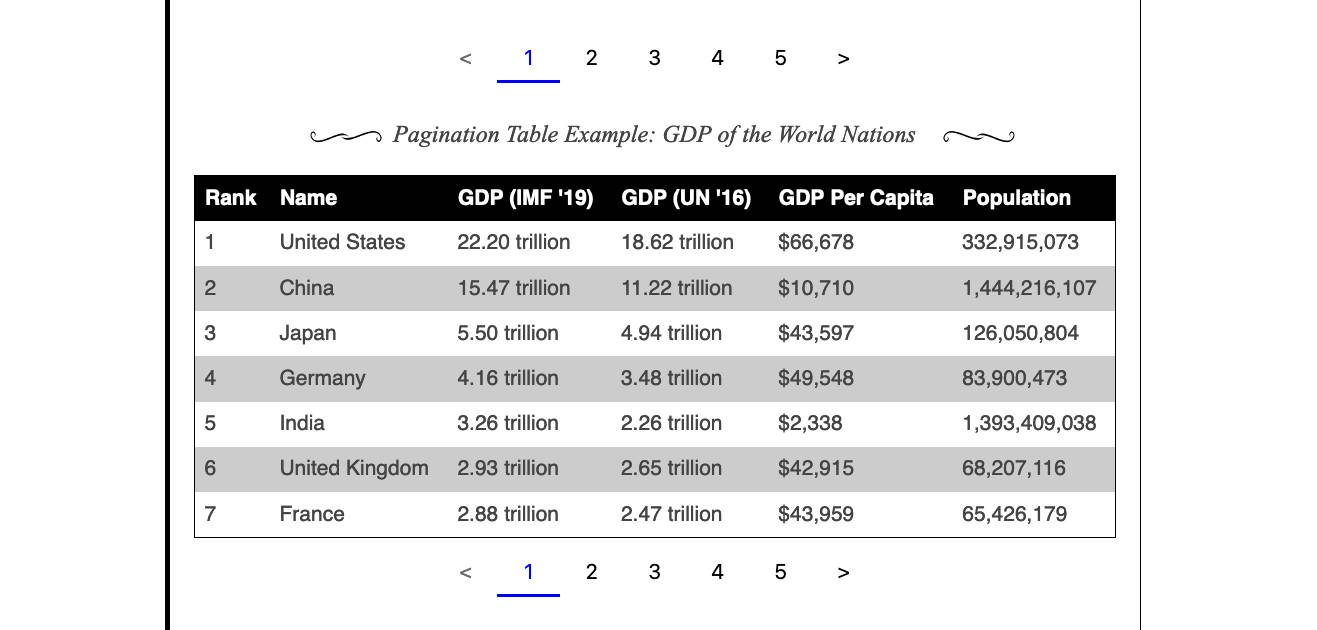 < 1 2 3 4 5 >
Pagination Table Example: GDP of the World Nations
Rank Name GDP (IMF '19) GDP (UN '16) GDP Per Capita Population
1 United States 22.20 trillion 18.62 trillion $66,678 332,915,073
2 China 15.47 trillion 11.22 trillion $10,710 1,444,216,107
3 Japan 5.50 trillion 4.94 trillion $43,597 126,050,804
4 Germany 4.16 trillion 3.48 trillion $49,548 83,900,473
5 India 3.26 trillion 2.26 trillion $2,338 1,393,409,038
6 United Kingdom 2.93 trillion 2.65 trillion $42,915 68,207,116
7 France 2.88 trillion 2.47 trillion $43,959 65,426,179
< 1 2 3 4 5 >